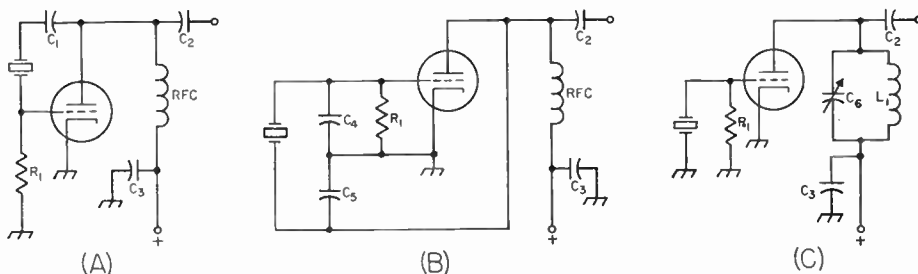 C1
C2
RFC
R1
C3
+
(A)
C2
RFC
C4
R1
C5
C3
+
(B)
C2
C6
L1
R1
C3
+
(C)